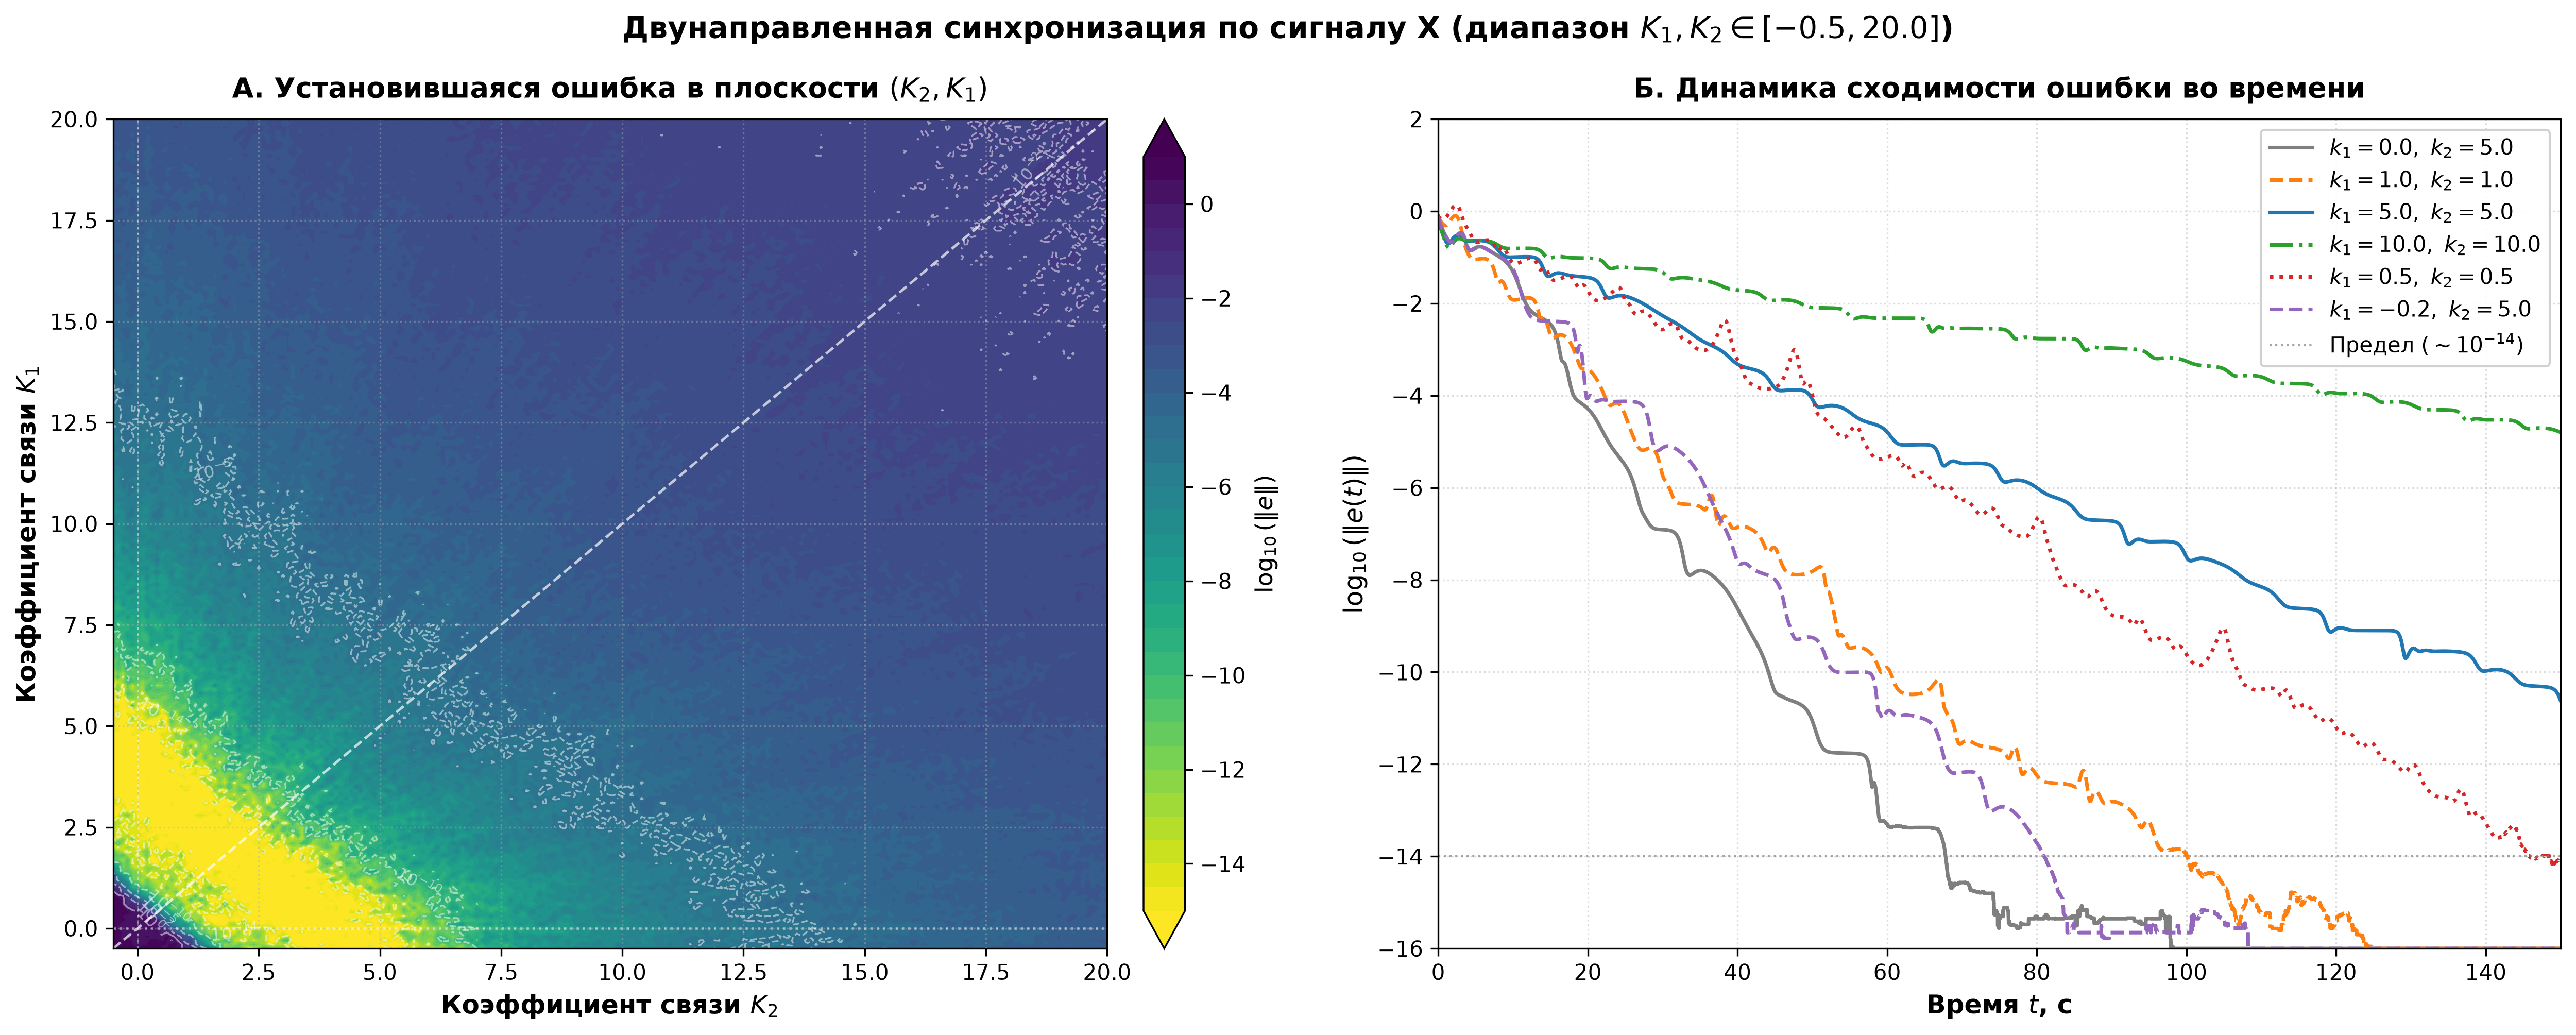 Двунаправленная синхронизация по сигналу X (диапазон K₁, K₂ ∈ [−0.5, 20.0])
А. Установившаяся ошибка в плоскости (K₂, K₁)
20.0
17.5
15.0
12.5
10.0
7.5
5.0
2.5
0.0
Коэффициент связи K₁
0.0 2.5 5.0 7.5 10.0 12.5 15.0 17.5 20.0
Коэффициент связи K₂
0
−2
−4
−6
−8
−10
−12
−14
log₁₀(‖e‖)
Б. Динамика сходимости ошибки во времени
2
0
−2
−4
−6
−8
−10
−12
−14
−16
log₁₀(‖e(t)‖)
0 20 40 60 80 100 120 140
Время t, с
k₁ = 0.0, k₂ = 5.0
k₁ = 1.0, k₂ = 1.0
k₁ = 5.0, k₂ = 5.0
k₁ = 10.0, k₂ = 10.0
k₁ = 0.5, k₂ = 0.5
k₁ = −0.2, k₂ = 5.0
Предел (∼10⁻¹⁴)